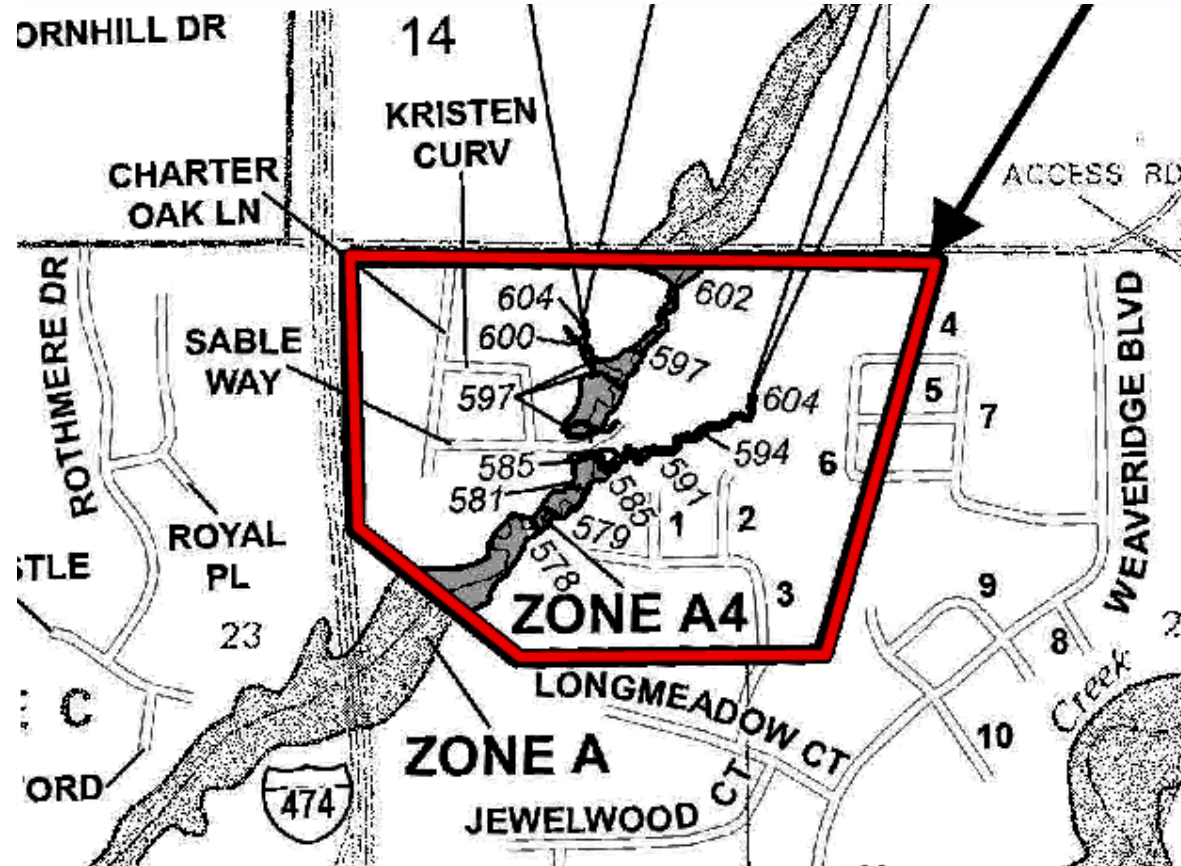 ORNHILL DR
14
KRISTEN
CURV
CHARTER
OAK LN
ACCESS RD
ROTHMERE DR
SABLE
WAY
604
600
597
602
597
604
594
591
585
585
581
579
578
4
5
7
6
WEAVERIDGE BLVD
1
2
3
ROYAL
PL
STLE
23
ZONE A4
9
8
2
Creek
C
LONGMEADOW CT
10
ZONE A
ORD
474
JEWELWOOD
CT